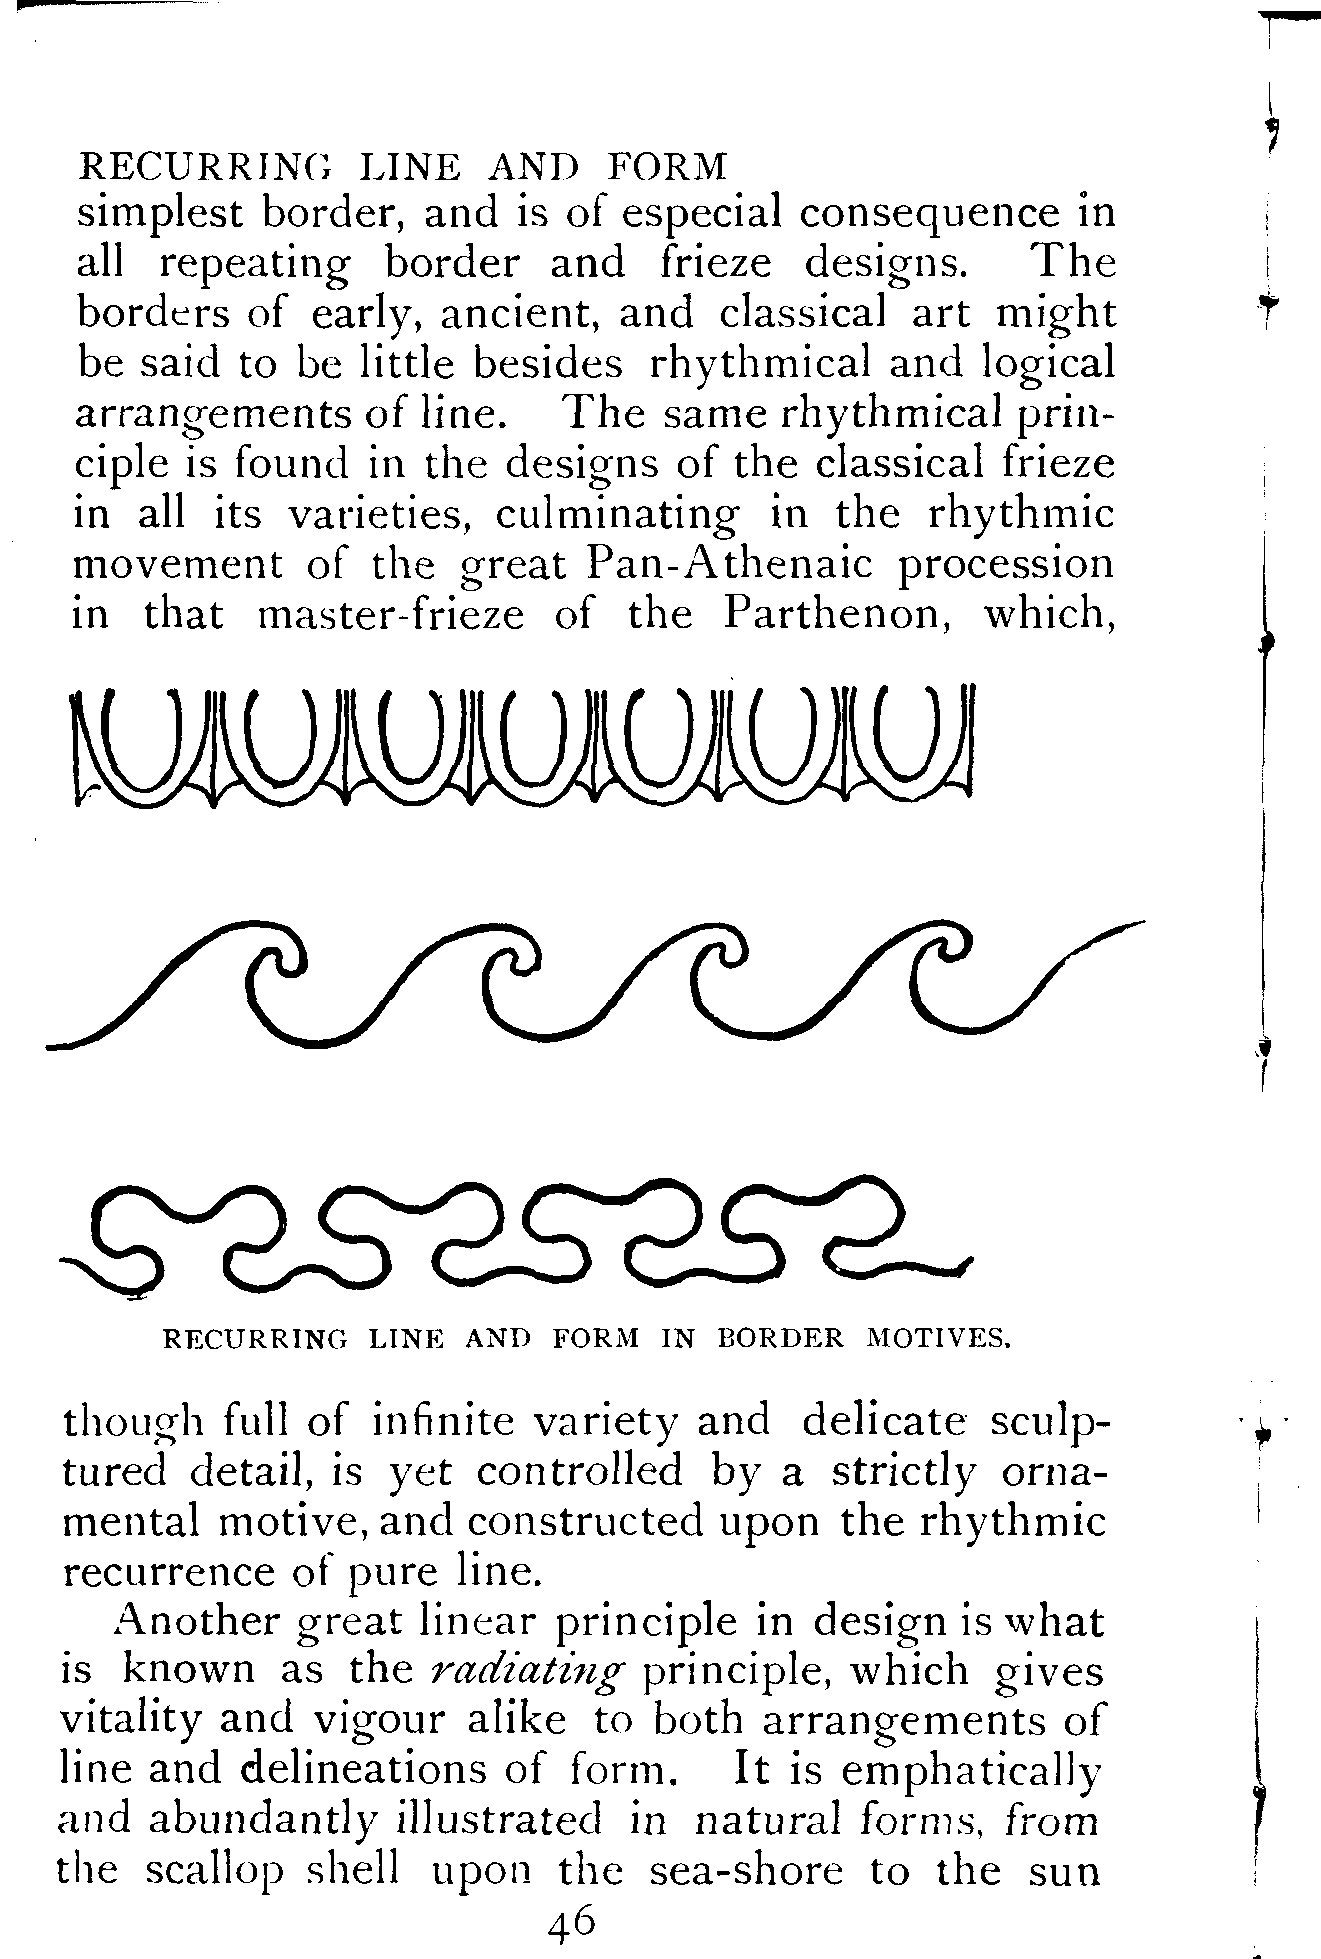 RECURRING LINE AND FORM
simplest border, and is of especial consequence in
all repeating border and frieze designs. The
borders of early, ancient, and classical art might
be said to be little besides rhythmical and logical
arrangements of line. The same rhythmical prin-
ciple is found in the designs of the classical frieze
in all its varieties, culminating in the rhythmic
movement of the great Pan-Athenaic procession
in that master-frieze of the Parthenon, which,
RECURRING LINE AND FORM IN BORDER MOTIVES.
though full of infinite variety and delicate sculp-
tured detail, is yet controlled by a strictly orna-
mental motive, and constructed upon the rhythmic
recurrence of pure line.
Another great linear principle in design is what
is known as the radiating principle, which gives
vitality and vigour alike to both arrangements of
line and delineations of form. It is emphatically
and abundantly illustrated in natural forms, from
the scallop shell upon the sea-shore to the sun
46